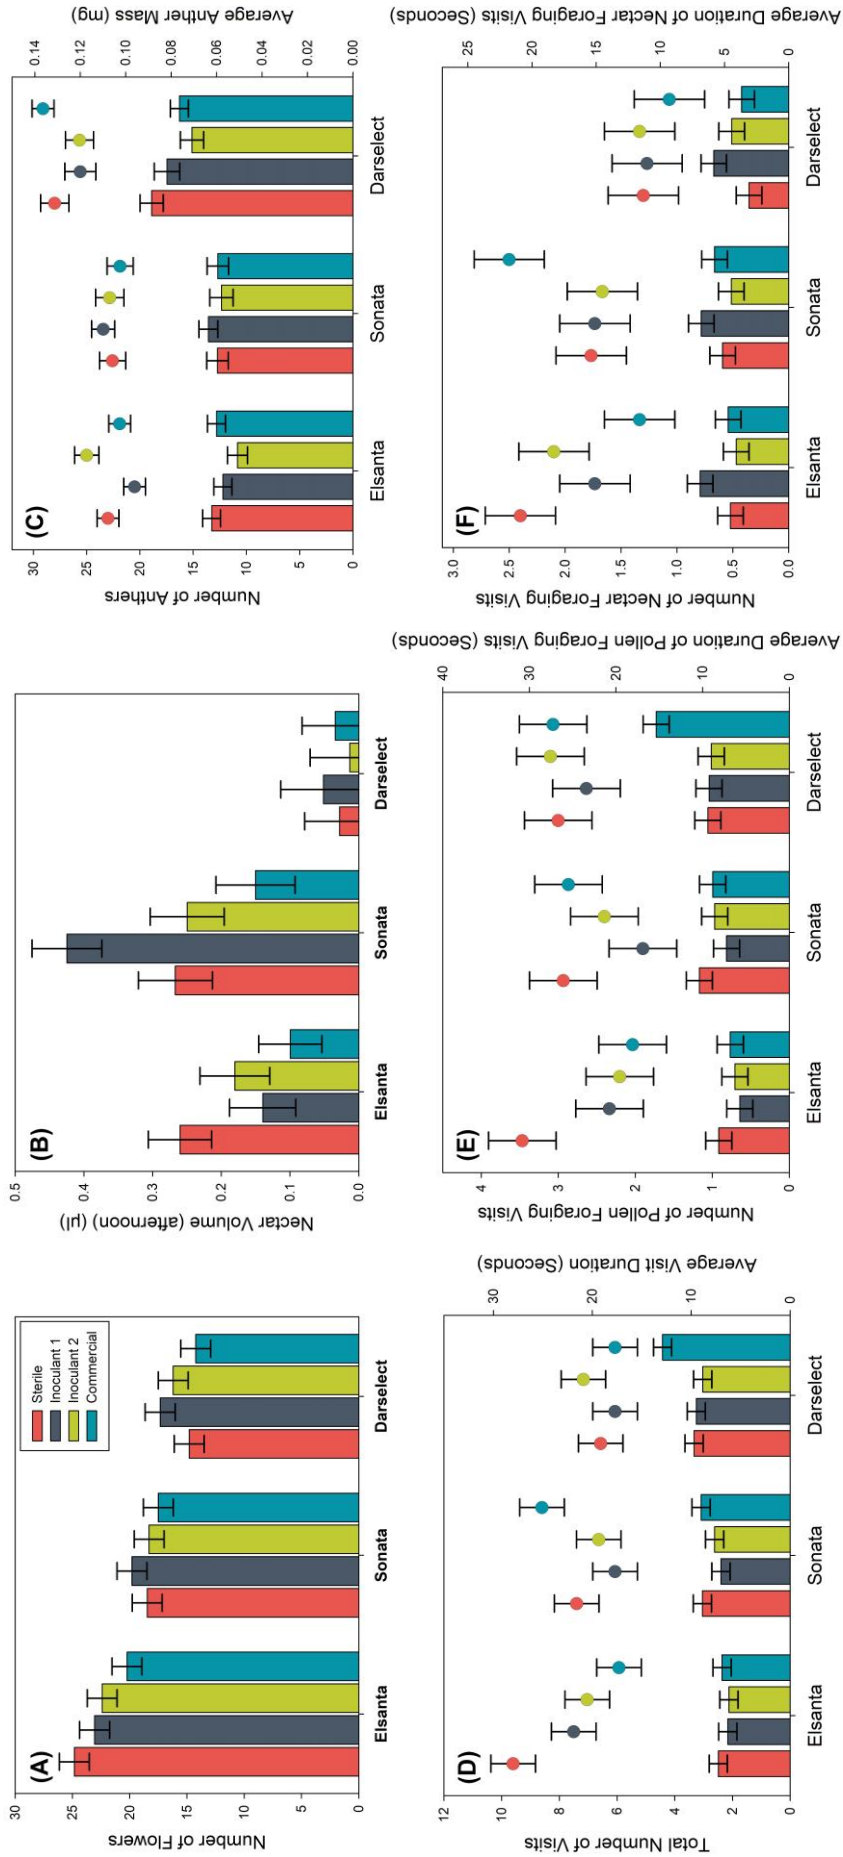 (A)
Number of Flowers
30
20
10
0
Elsanta
Sonata
Darselect
Sterile
Inoculant 1
Inoculant 2
Commercial
(B)
Nectar Volume (afternoon) (µl)
0.5
0.4
0.3
0.2
0.1
0.0
Elsanta
Sonata
Darselect
(C)
Number of Anthers
30
25
20
15
10
5
0
Elsanta
Sonata
Darselect
0.14
0.12
0.10
0.08
0.06
0.04
0.02
0.00
Average Anther Mass (mg)
(D)
Total Number of Visits
12
10
8
6
4
2
0
Elsanta
Sonata
Darselect
30
20
10
0
Average Visit Duration (Seconds)
(E)
Number of Pollen Foraging Visits
4
3
2
1
0
Elsanta
Sonata
Darselect
40
30
20
10
0
Average Duration of Pollen Foraging Visits (Seconds)
(F)
Number of Nectar Foraging Visits
3.0
2.5
2.0
1.5
1.0
0.5
0.0
Elsanta
Sonata
Darselect
25
20
15
10
5
0
Average Duration of Nectar Foraging Visits (Seconds)